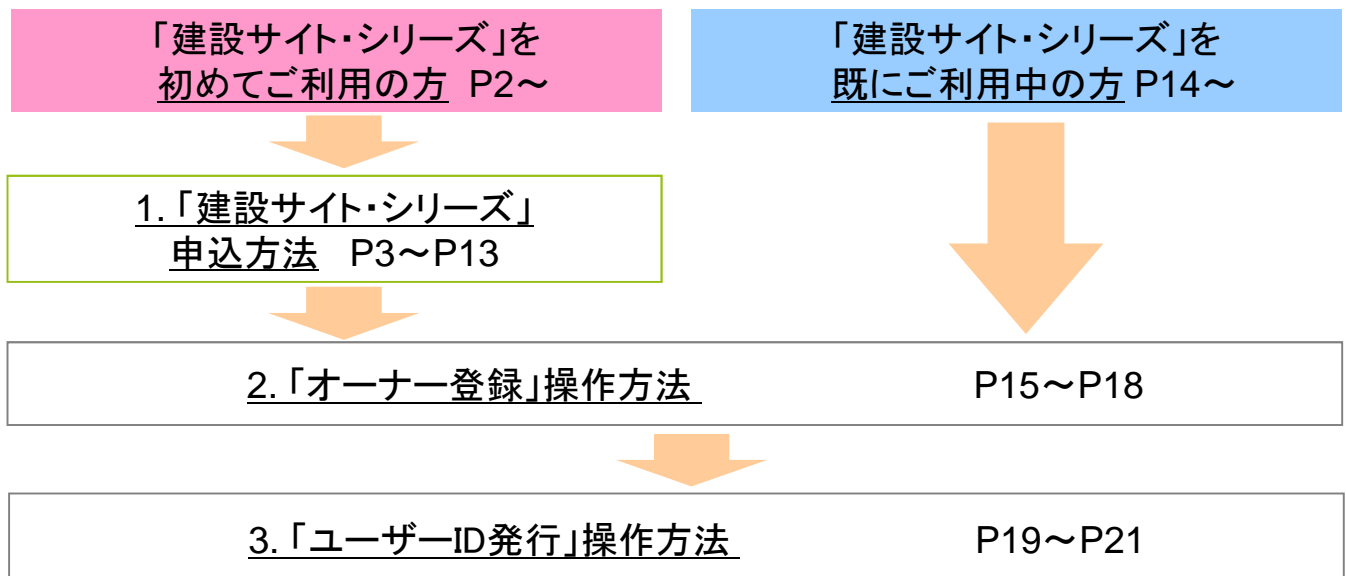 「建設サイト・シリーズ」を
初めてご利用の方 P2～
「建設サイト・シリーズ」を
既にご利用中の方 P14～
1.「建設サイト・シリーズ」
申込方法 P3～P13
2.「オーナー登録」操作方法 P15～P18
3.「ユーザーID発行」操作方法 P19～P21